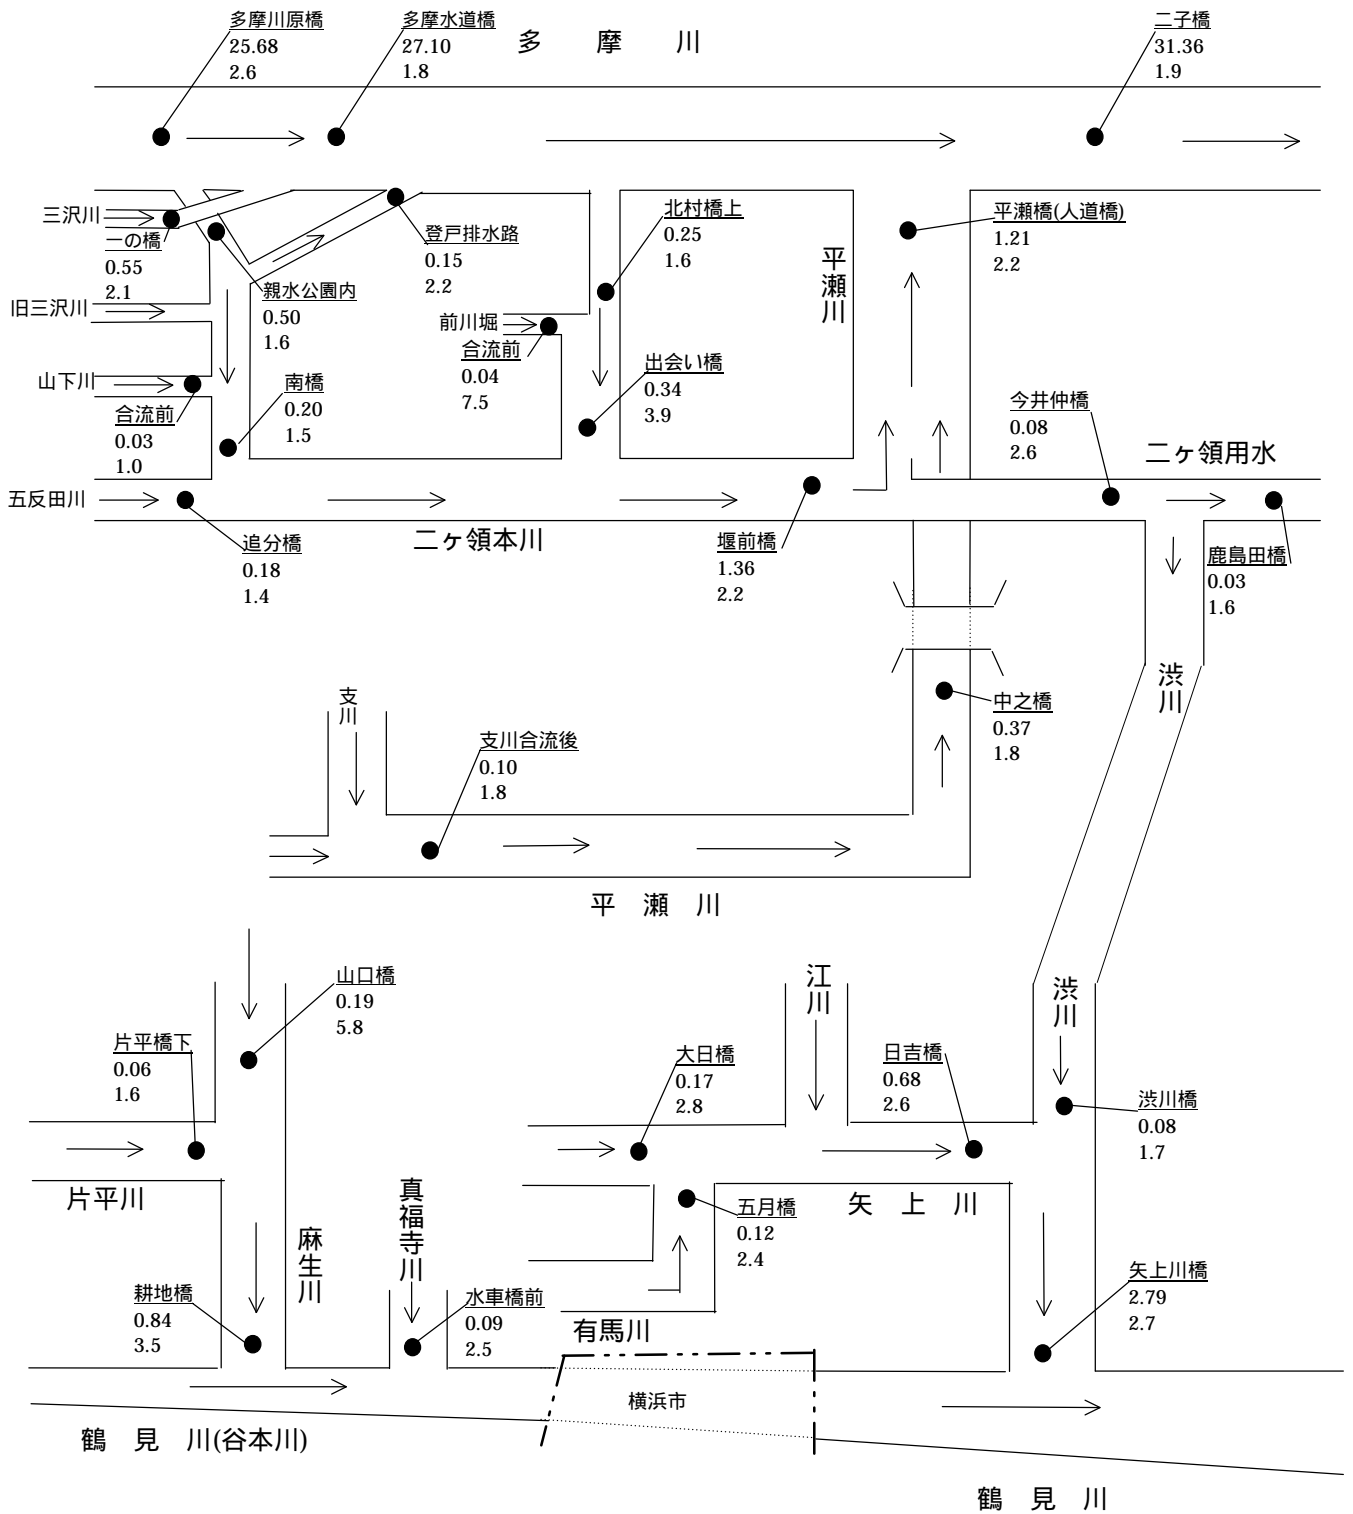 多摩川原橋
25.68
2.6
多摩水道橋
27.10
1.8
多 摩 川
二子橋
31.36
1.9
三沢川
一の橋
0.55
2.1
旧三沢川
親水公園内
0.50
1.6
登戸排水路
0.15
2.2
北村橋上
0.25
1.6
平瀬川
平瀬橋(人道橋)
1.21
2.2
前川堀
合流前
0.04
7.5
出会い橋
0.34
3.9
山下川
合流前
0.03
1.0
南橋
0.20
1.5
今井仲橋
0.08
2.6
二ヶ領用水
五反田川
追分橋
0.18
1.4
二ヶ領本川
堰前橋
1.36
2.2
鹿島田橋
0.03
1.6
渋川
支川
支川合流後
0.10
1.8
中之橋
0.37
1.8
平 瀬 川
山口橋
0.19
5.8
片平橋下
0.06
1.6
片平川
江川
渋川
大日橋
0.17
2.8
日吉橋
0.68
2.6
渋川橋
0.08
1.7
麻生川
真福寺川
五月橋
0.12
2.4
矢 上 川
耕地橋
0.84
3.5
水車橋前
0.09
2.5
有馬川
矢上川橋
2.79
2.7
横浜市
鶴 見 川(谷本川)
鶴 見 川